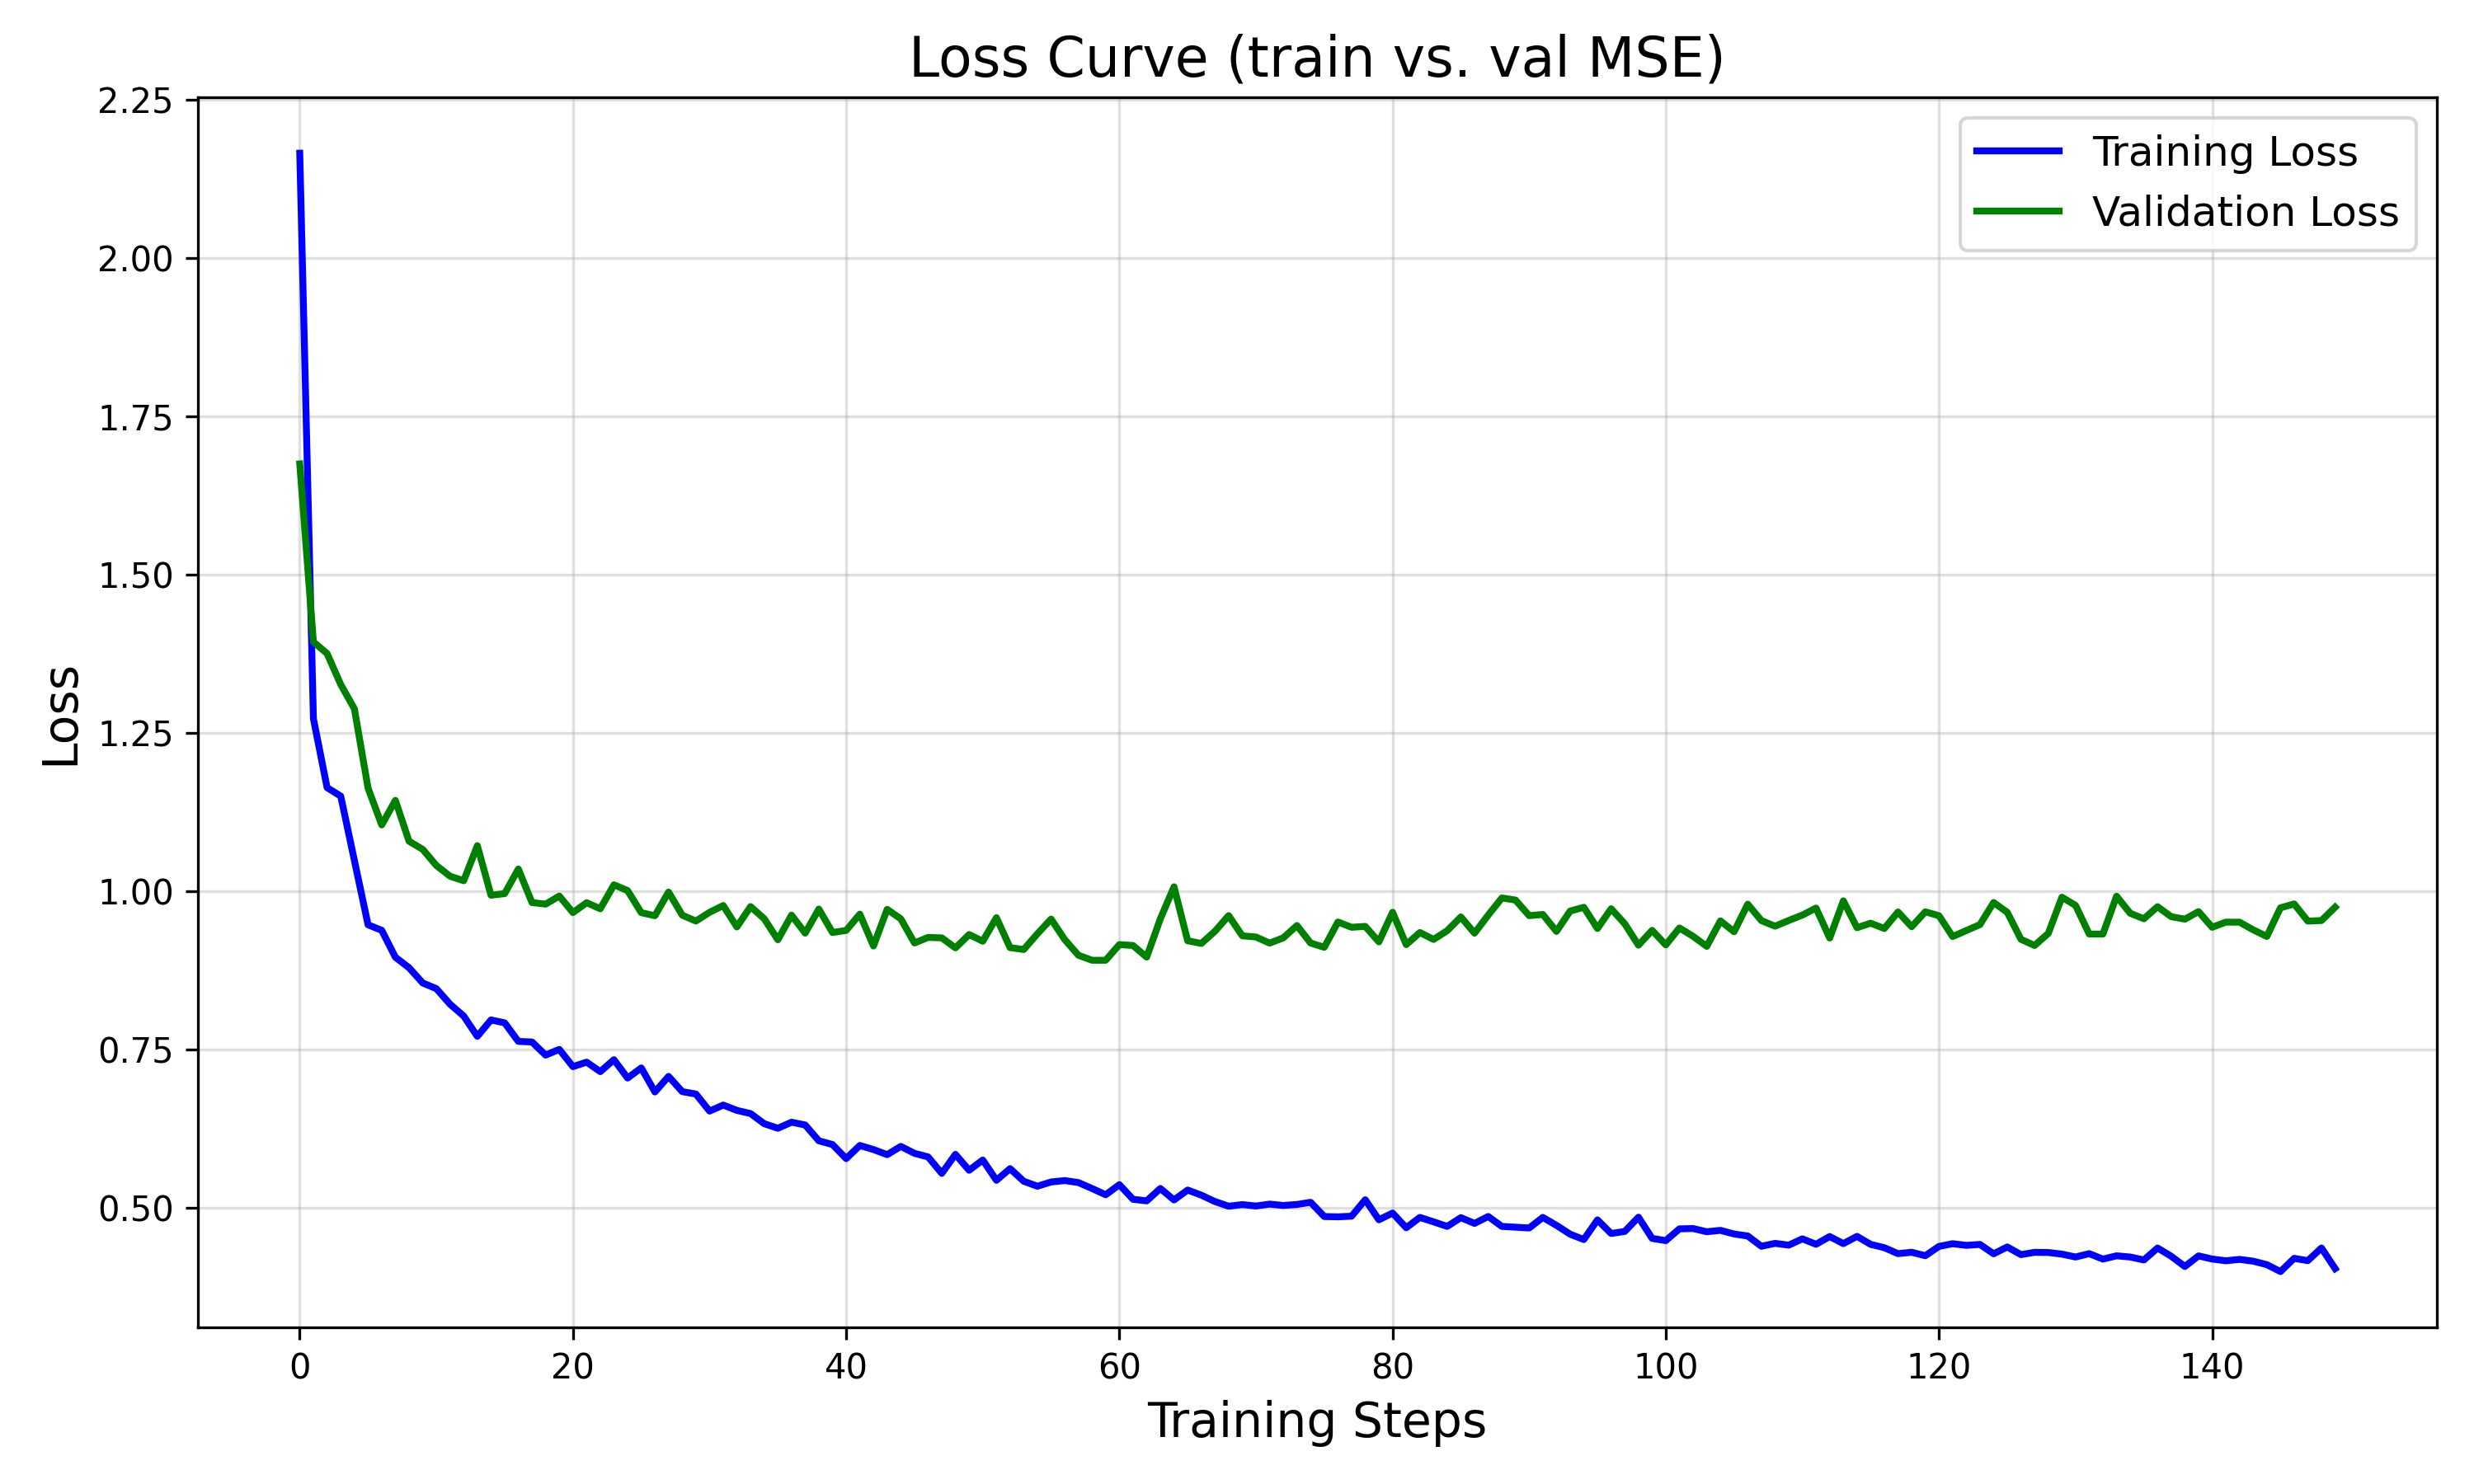 Loss Curve (train vs. val MSE)
Training Loss
Validation Loss
Loss
2.25
2.00
1.75
1.50
1.25
1.00
0.75
0.50
0 20 40 60 80 100 120 140
Training Steps